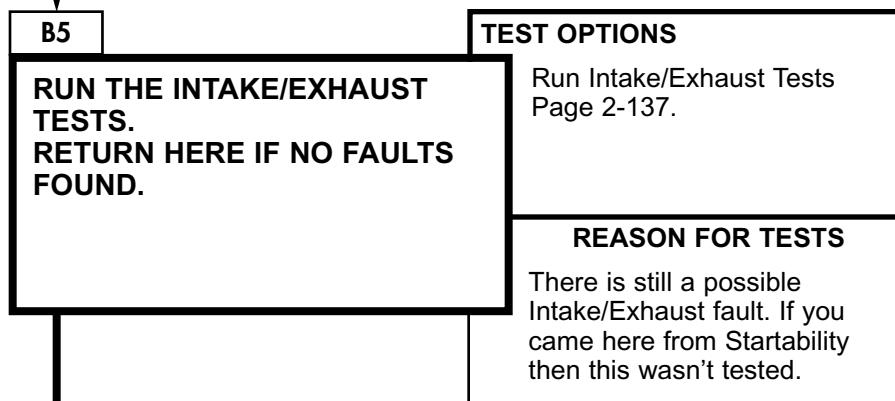 B5
RUN THE INTAKE/EXHAUST
TESTS.
RETURN HERE IF NO FAULTS
FOUND.
TEST OPTIONS
Run Intake/Exhaust Tests
Page 2-137.
REASON FOR TESTS
There is still a possible
Intake/Exhaust fault. If you
came here from Startability
then this wasn't tested.